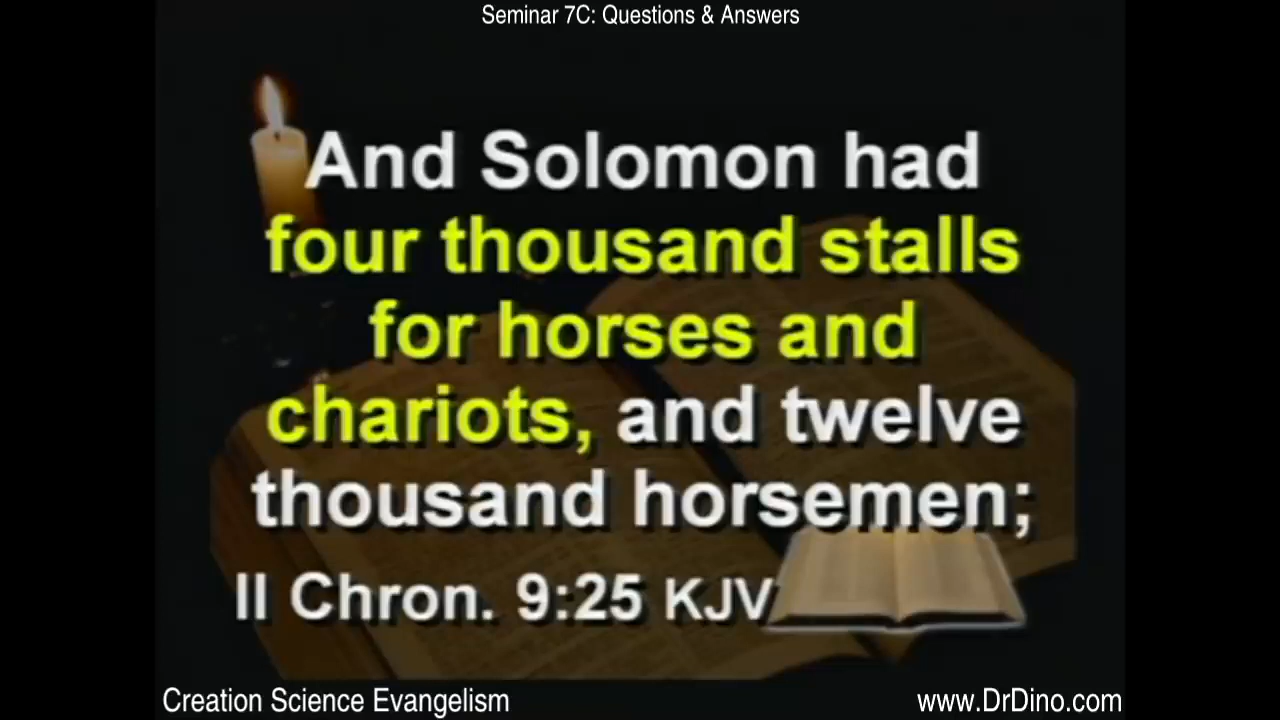 Seminar 7C: Questions & Answers
And Solomon had
four thousand stalls
for horses and
chariots, and twelve
thousand horsemen;
II Chron. 9:25 KJV
Creation Science Evangelism
www.DrDino.com